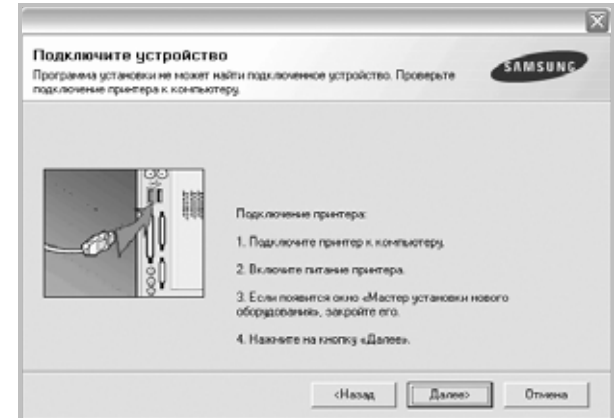 Подключите устройство
Программа установки не может найти подключенное устройство. Проверьте
подключение принтера к компьютеру.
SAMSUNG
Подключение принтера:
1. Подключите принтер к компьютеру.
2. Включите питание принтера.
3. Если появится окно «Мастер установки нового
оборудования», закройте его.
4. Нажмите на кнопку «Далее».
<Назад
Далее>
Отмена